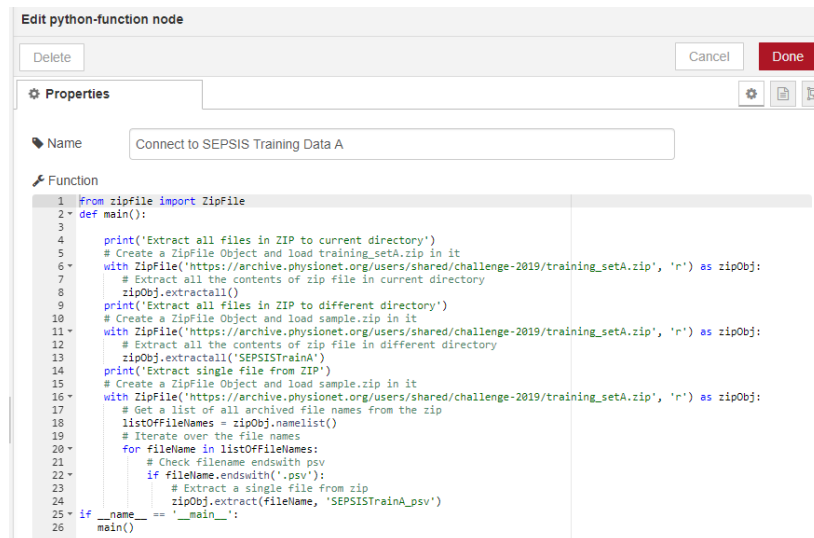 Edit python-function node
Delete
Cancel
Done
Properties
Name
Connect to SEPSIS Training Data A
Function
1 from zipfile import ZipFile
2 def main():
3
4 print('Extract all files in ZIP to current directory')
5 # Create a ZipFile Object and load training_setA.zip in it
6 with ZipFile('https://archive.physionet.org/users/shared/challenge-2019/training_setA.zip', 'r') as zipObj:
7 # Extract all the contents of zip file in current directory
8 zipObj.extractall()
9 print('Extract all files in ZIP to different directory')
10 # Create a ZipFile Object and load sample.zip in it
11 with ZipFile('https://archive.physionet.org/users/shared/challenge-2019/training_setA.zip', 'r') as zipObj:
12 # Extract all the contents of zip file in different directory
13 zipObj.extractall('SEPSISTrainA')
14 print('Extract single file from ZIP')
15 # Create a ZipFile Object and load sample.zip in it
16 with ZipFile('https://archive.physionet.org/users/shared/challenge-2019/training_setA.zip', 'r') as zipObj:
17 # Get a list of all archived file names from the zip
18 listOfFileNames = zipObj.namelist()
19 # Iterate over the file names
20 for fileName in listOfFileNames:
21 # Check filename endswith psv
22 if fileName.endswith('.psv'):
23 # Extract a single file from zip
24 zipObj.extract(fileName, 'SEPSISTrainA_psv')
25 if __name__ == '__main__':
26 main()